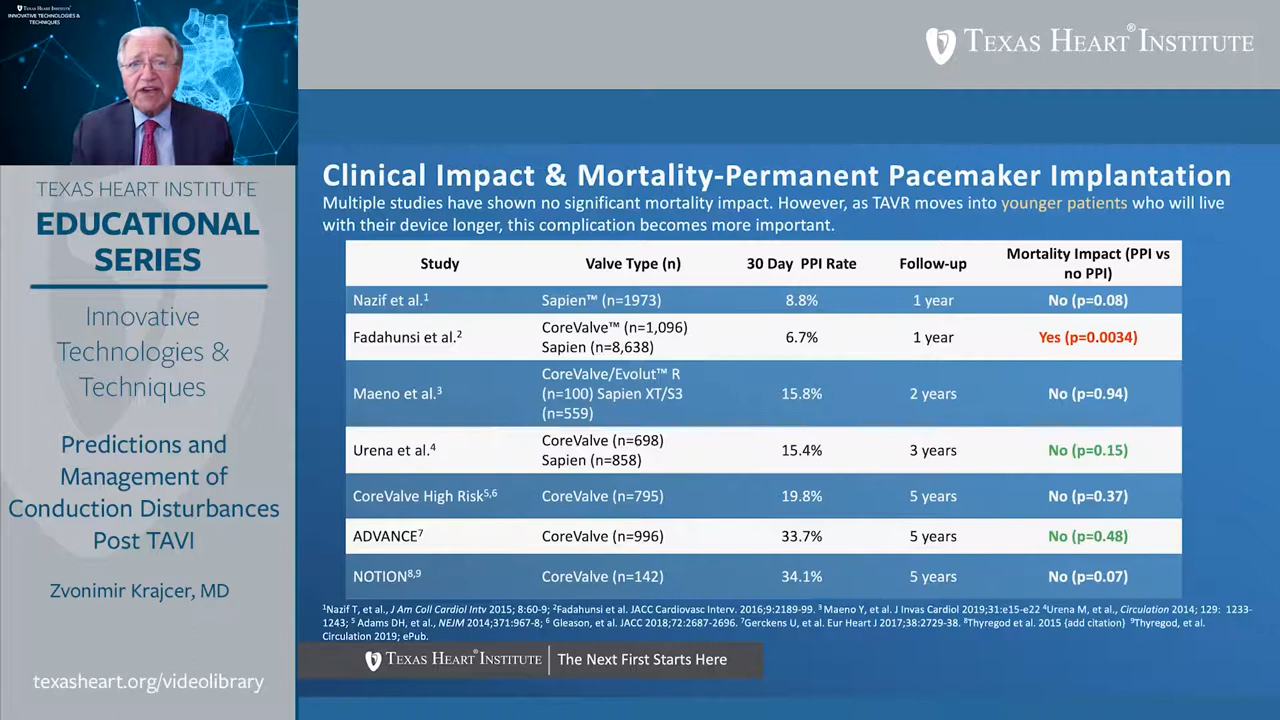 TEXAS HEART INSTITUTE
INNOVATIVE TECHNOLOGIES &
TECHNIQUES
TEXAS HEART® INSTITUTE
TEXAS HEART INSTITUTE
EDUCATIONAL
SERIES
Innovative
Technologies &
Techniques
Predictions and
Management of
Conduction Disturbances
Post TAVI
Zvonimir Krajcer, MD
texasheart.org/videolibrary
Clinical Impact & Mortality-Permanent Pacemaker Implantation
Multiple studies have shown no significant mortality impact. However, as TAVR moves into younger patients who will live
with their device longer, this complication becomes more important.
Study Valve Type (n) 30 Day PPI Rate Follow-up Mortality Impact (PPI vs
no PPI)
Nazif et al.¹ Sapien™ (n=1973) 8.8% 1 year No (p=0.08)
Fadahunsi et al.² CoreValve™ (n=1,096)
Sapien (n=8,638) 6.7% 1 year Yes (p=0.0034)
Maeno et al.³ CoreValve/Evolut™ R
(n=100) Sapien XT/S3
(n=559) 15.8% 2 years No (p=0.94)
Urena et al.⁴ CoreValve (n=698)
Sapien (n=858) 15.4% 3 years No (p=0.15)
CoreValve High Risk⁵,⁶ CoreValve (n=795) 19.8% 5 years No (p=0.37)
ADVANCE⁷ CoreValve (n=996) 33.7% 5 years No (p=0.48)
NOTION⁸,⁹ CoreValve (n=142) 34.1% 5 years No (p=0.07)
¹Nazif T, et al., J Am Coll Cardiol Intv 2015; 8:60-9; ²Fadahunsi et al. JACC Cardiovasc Interv. 2016;9:2189-99. ³ Maeno Y, et al. J Invas Cardiol 2019;31:e15-e22 ⁴Urena M, et al., Circulation 2014; 129: 1233-
1243; ⁵ Adams DH, et al., NEJM 2014;371:967-8; ⁶ Gleason, et al. JACC 2018;72:2687-2696. ⁷Gerckens U, et al. Eur Heart J 2017;38:2729-38. ⁸Thyregod et al. 2015 {add citation} ⁹Thyregod, et al.
Circulation 2019; ePub.
TEXAS HEART INSTITUTE The Next First Starts Here